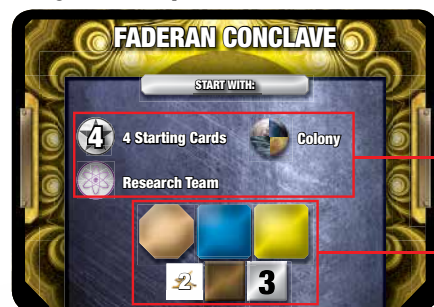 FADERAN CONCLAVE
START WITH:
4 4 Starting Cards Colony
Research Team
2 3